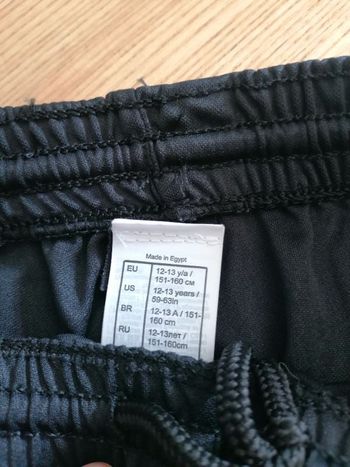 Made in Egypt
EU
12-13 y/a /
151-160 см
US
12-13 years /
59-63in
BR
12-13 A / 151-
160 cm
RU
12-13лет /
151-160cm